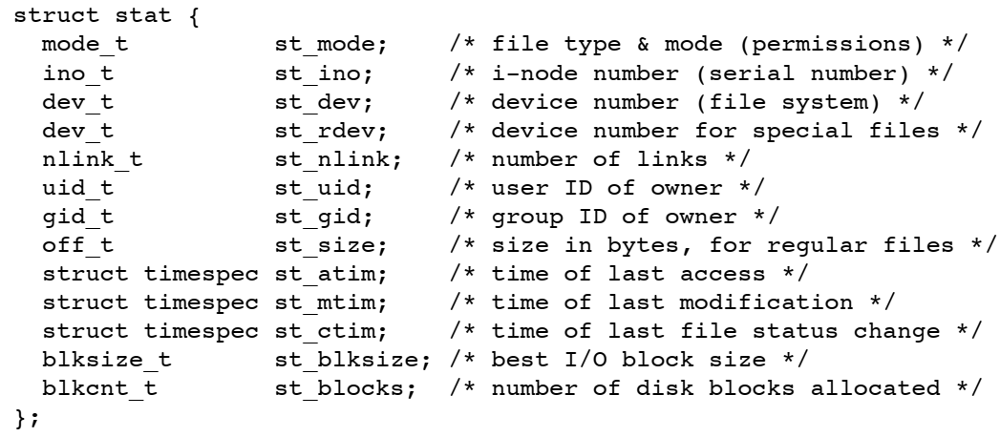 struct stat {
  mode_t          st_mode;    /* file type & mode (permissions) */
  ino_t           st_ino;     /* i-node number (serial number) */
  dev_t           st_dev;     /* device number (file system) */
  dev_t           st_rdev;    /* device number for special files */
  nlink_t         st_nlink;   /* number of links */
  uid_t           st_uid;     /* user ID of owner */
  gid_t           st_gid;     /* group ID of owner */
  off_t           st_size;    /* size in bytes, for regular files */
  struct timespec st_atim;    /* time of last access */
  struct timespec st_mtim;    /* time of last modification */
  struct timespec st_ctim;    /* time of last file status change */
  blksize_t       st_blksize; /* best I/O block size */
  blkcnt_t        st_blocks;  /* number of disk blocks allocated */
};